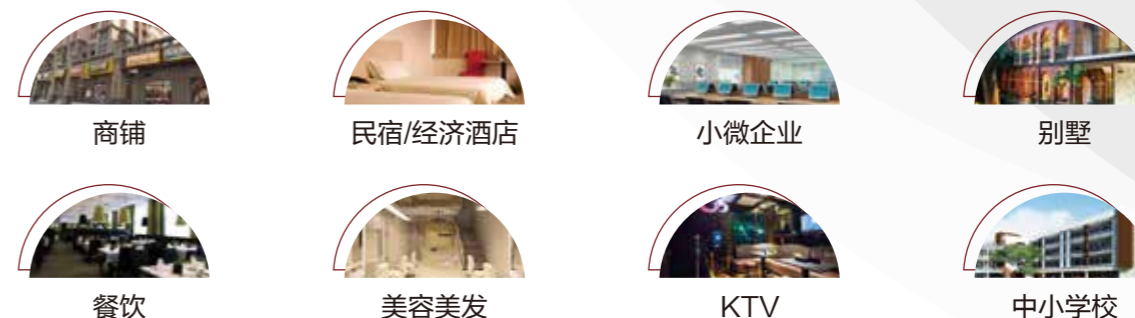 商铺
民宿/经济酒店
小微企业
别墅
餐饮
美容美发
KTV
中小学校